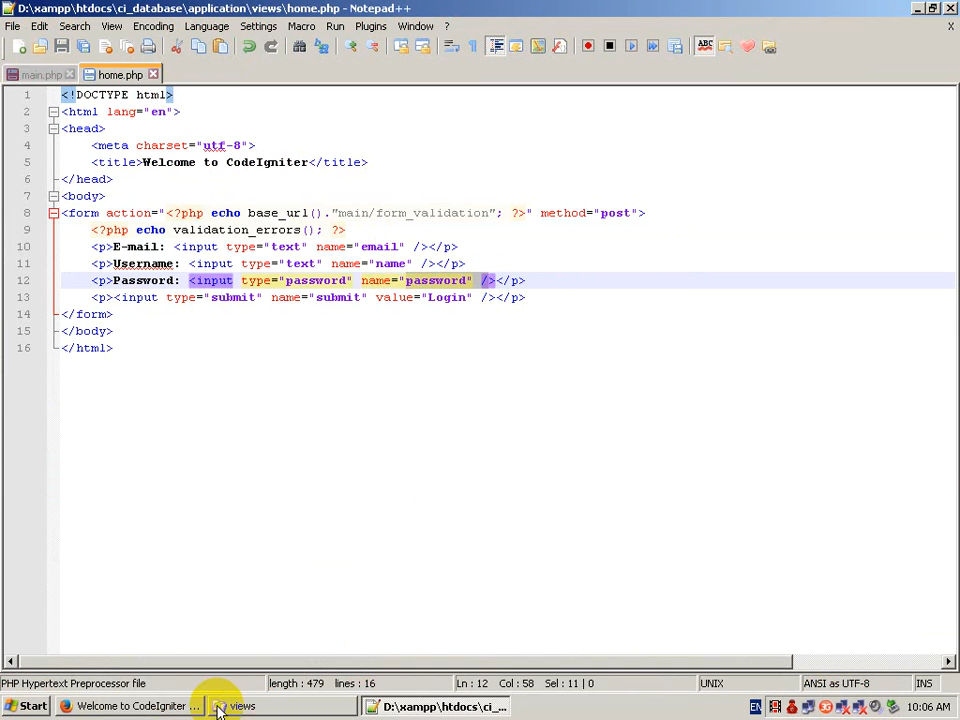 D:\xampp\htdocs\ci_database\application\views\home.php - Notepad++
File Edit Search View Encoding Language Settings Macro Run Plugins Window ? X
main.php home.php
1 <!DOCTYPE html>
2 <html lang="en">
3 <head>
4 <meta charset="utf-8">
5 <title>Welcome to CodeIgniter</title>
6 </head>
7 <body>
8 <form action="<?php echo base_url()."main/form_validation"; ?>" method="post">
9 <?php echo validation_errors(); ?>
10 <p>E-mail: <input type="text" name="email" /></p>
11 <p>Username: <input type="text" name="name" /></p>
12 <p>Password: <input type="password" name="password" /></p>
13 <p><input type="submit" name="submit" value="Login" /></p>
14 </form>
15 </body>
16 </html>
PHP Hypertext Preprocessor file length : 479 lines : 16 Ln : 12 Col : 58 Sel : 11 | 0 UNIX ANSI as UTF-8 INS
Start Welcome to CodeIgniter ... views D:\xampp\htdocs\ci_... EN 10:06 AM